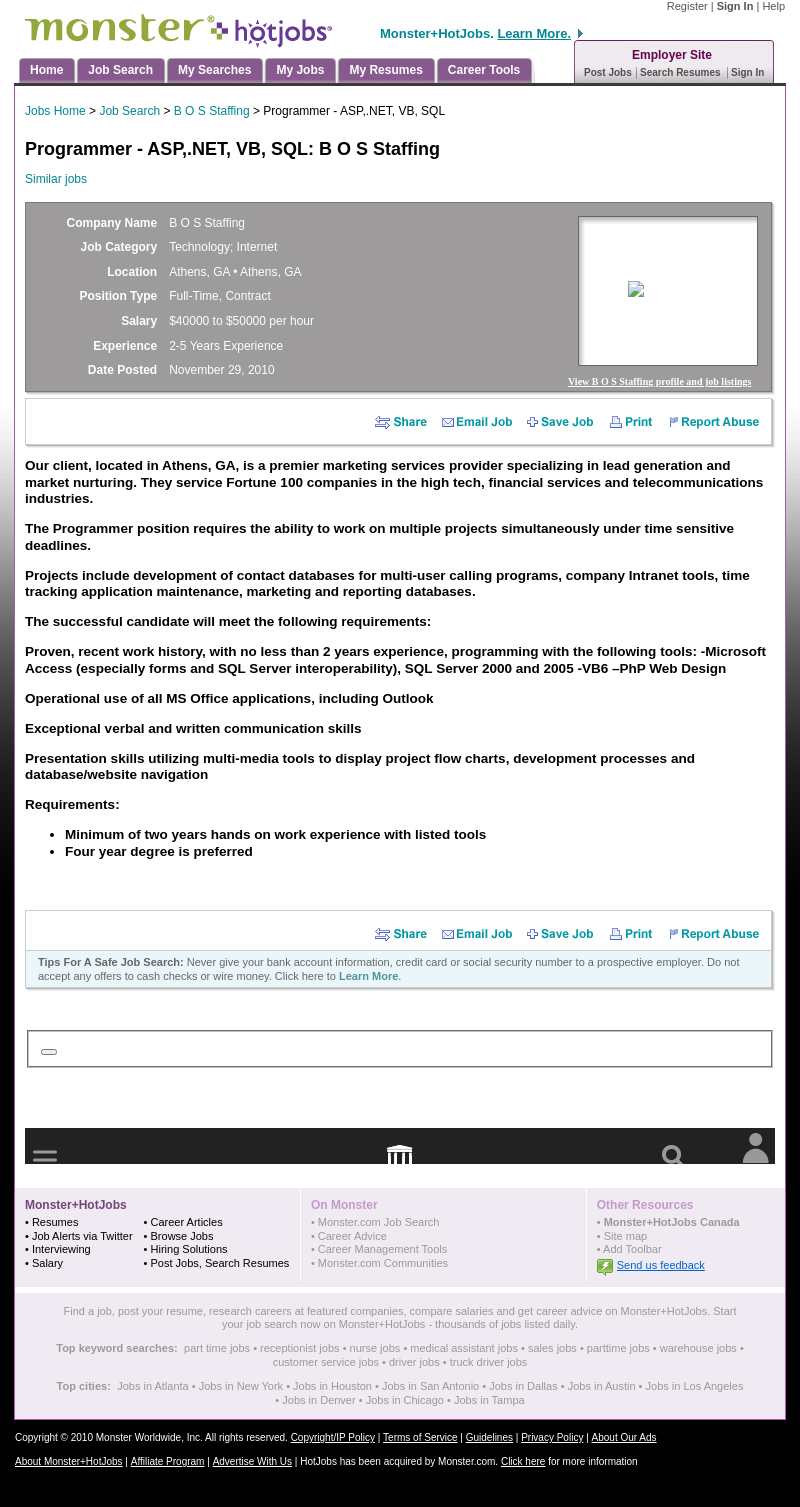 Register | Sign In | Help
monster® + hotjobs®
Monster+HotJobs. Learn More.
Employer Site
Post Jobs | Search Resumes | Sign In
Home Job Search My Searches My Jobs My Resumes Career Tools
Jobs Home > Job Search > B O S Staffing > Programmer - ASP,.NET, VB, SQL
Programmer - ASP,.NET, VB, SQL: B O S Staffing
Similar jobs
Company Name B O S Staffing
Job Category Technology; Internet
Location Athens, GA • Athens, GA
Position Type Full-Time, Contract
Salary $40000 to $50000 per hour
Experience 2-5 Years Experience
Date Posted November 29, 2010
View B O S Staffing profile and job listings
Share Email Job Save Job Print Report Abuse
Our client, located in Athens, GA, is a premier marketing services provider specializing in lead generation and
market nurturing. They service Fortune 100 companies in the high tech, financial services and telecommunications
industries.
The Programmer position requires the ability to work on multiple projects simultaneously under time sensitive
deadlines.
Projects include development of contact databases for multi-user calling programs, company Intranet tools, time
tracking application maintenance, marketing and reporting databases.
The successful candidate will meet the following requirements:
Proven, recent work history, with no less than 2 years experience, programming with the following tools: -Microsoft
Access (especially forms and SQL Server interoperability), SQL Server 2000 and 2005 -VB6 –PhP Web Design
Operational use of all MS Office applications, including Outlook
Exceptional verbal and written communication skills
Presentation skills utilizing multi-media tools to display project flow charts, development processes and
database/website navigation
Requirements:
• Minimum of two years hands on work experience with listed tools
• Four year degree is preferred
Share Email Job Save Job Print Report Abuse
Tips For A Safe Job Search: Never give your bank account information, credit card or social security number to a prospective employer. Do not
accept any offers to cash checks or wire money. Click here to Learn More.
Monster+HotJobs
• Resumes • Career Articles
• Job Alerts via Twitter • Browse Jobs
• Interviewing • Hiring Solutions
• Salary • Post Jobs, Search Resumes
On Monster
• Monster.com Job Search
• Career Advice
• Career Management Tools
• Monster.com Communities
Other Resources
• Monster+HotJobs Canada
• Site map
• Add Toolbar
Send us feedback
Find a job, post your resume, research careers at featured companies, compare salaries and get career advice on Monster+HotJobs. Start
your job search now on Monster+HotJobs - thousands of jobs listed daily.
Top keyword searches: part time jobs • receptionist jobs • nurse jobs • medical assistant jobs • sales jobs • parttime jobs • warehouse jobs •
customer service jobs • driver jobs • truck driver jobs
Top cities: Jobs in Atlanta • Jobs in New York • Jobs in Houston • Jobs in San Antonio • Jobs in Dallas • Jobs in Austin • Jobs in Los Angeles
• Jobs in Denver • Jobs in Chicago • Jobs in Tampa
Copyright © 2010 Monster Worldwide, Inc. All rights reserved. Copyright/IP Policy | Terms of Service | Guidelines | Privacy Policy | About Our Ads
About Monster+HotJobs | Affiliate Program | Advertise With Us | HotJobs has been acquired by Monster.com. Click here for more information